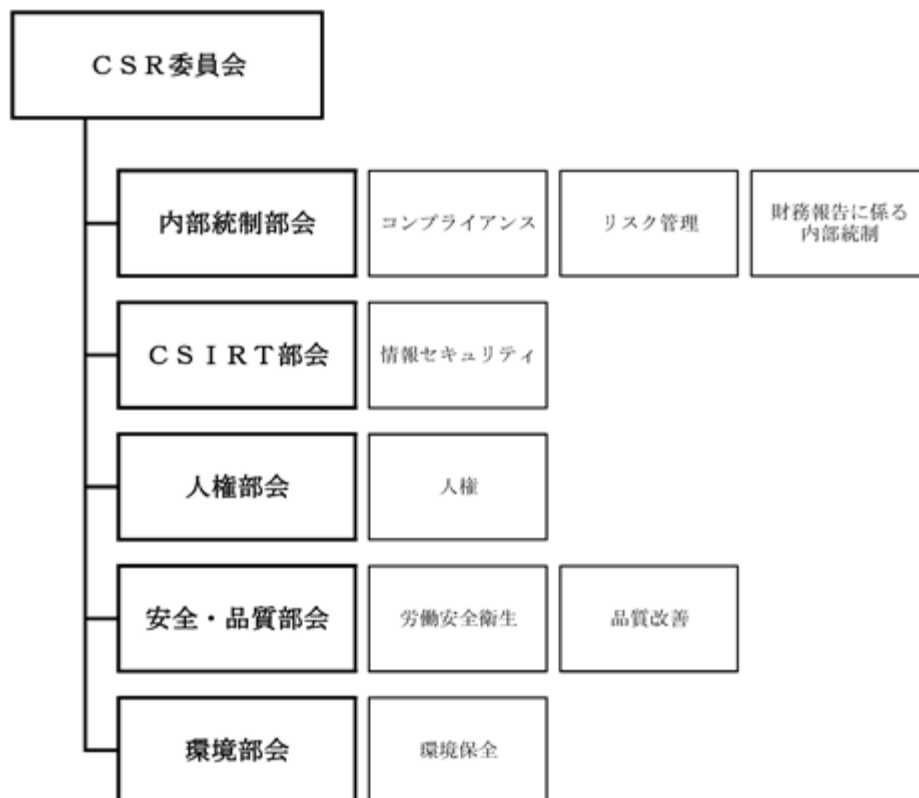 ＣＳＲ委員会
内部統制部会
コンプライアンス
リスク管理
財務報告に係る
内部統制
ＣＳＩＲＴ部会
情報セキュリティ
人権部会
人権
安全・品質部会
労働安全衛生
品質改善
環境部会
環境保全